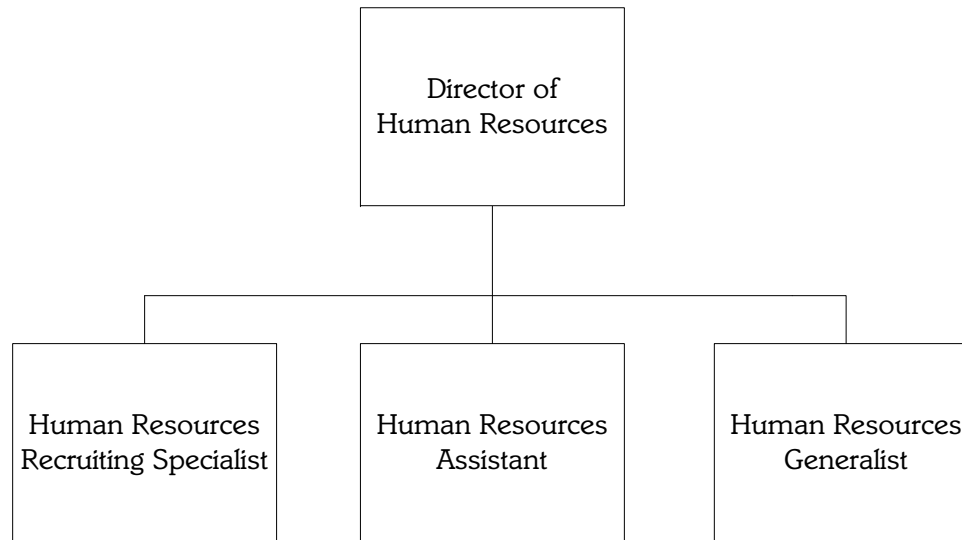 Director of
Human Resources
Human Resources
Recruiting Specialist
Human Resources
Assistant
Human Resources
Generalist